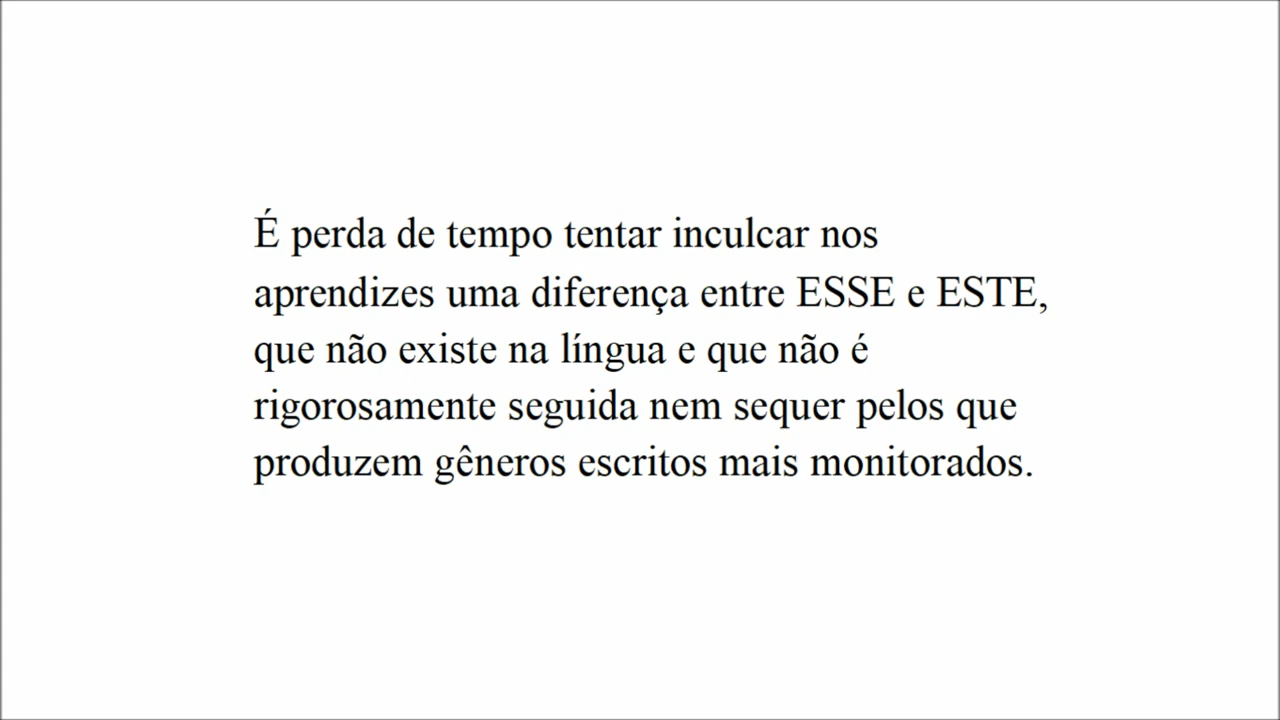 É perda de tempo tentar inculcar nos
aprendizes uma diferença entre ESSE e ESTE,
que não existe na língua e que não é
rigorosamente seguida nem sequer pelos que
produzem gêneros escritos mais monitorados.